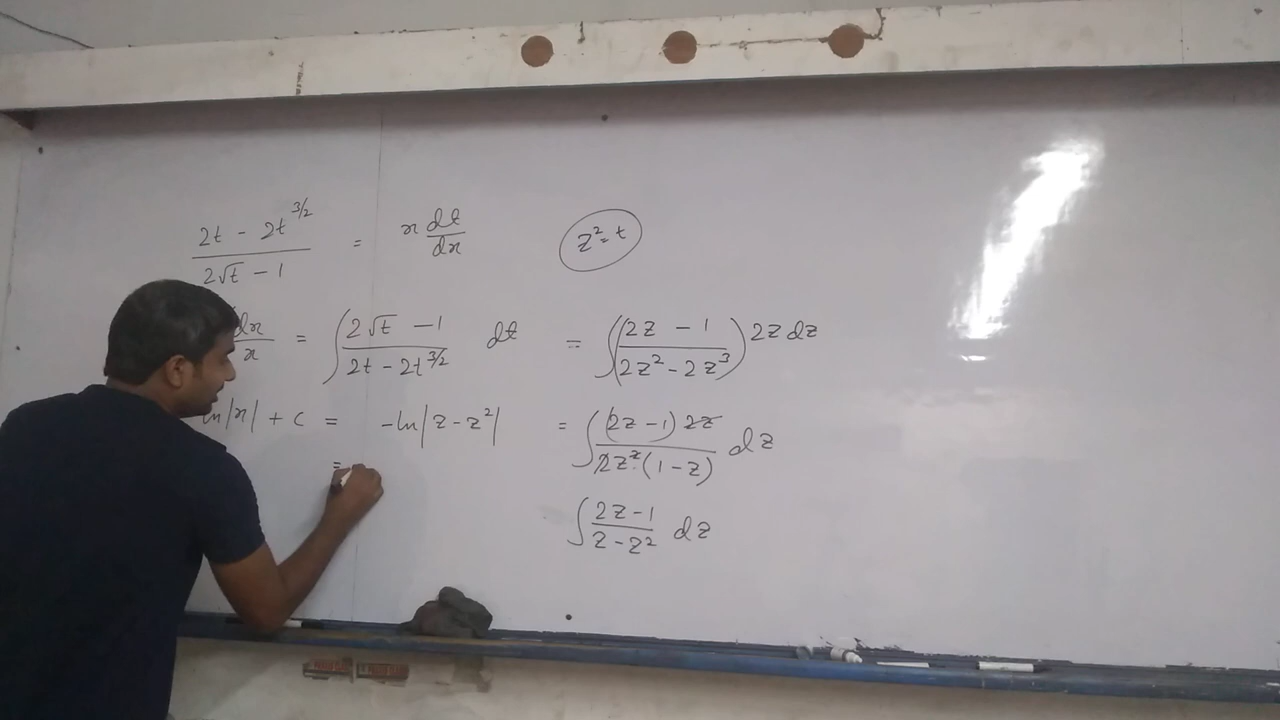 2t - 2t^{3/2} / 2√t - 1 = x dt/dx
z² = t
dx/x = ∫ 2√t - 1 / 2t - 2t^{3/2} dt = ∫ (2z - 1 / 2z² - 2z³) 2z dz
ln|x| + c = -ln|z - z²| = ∫ (2z - 1) 2z / 2z² (1 - z) dz
=
∫ 2z - 1 / z - z² dz